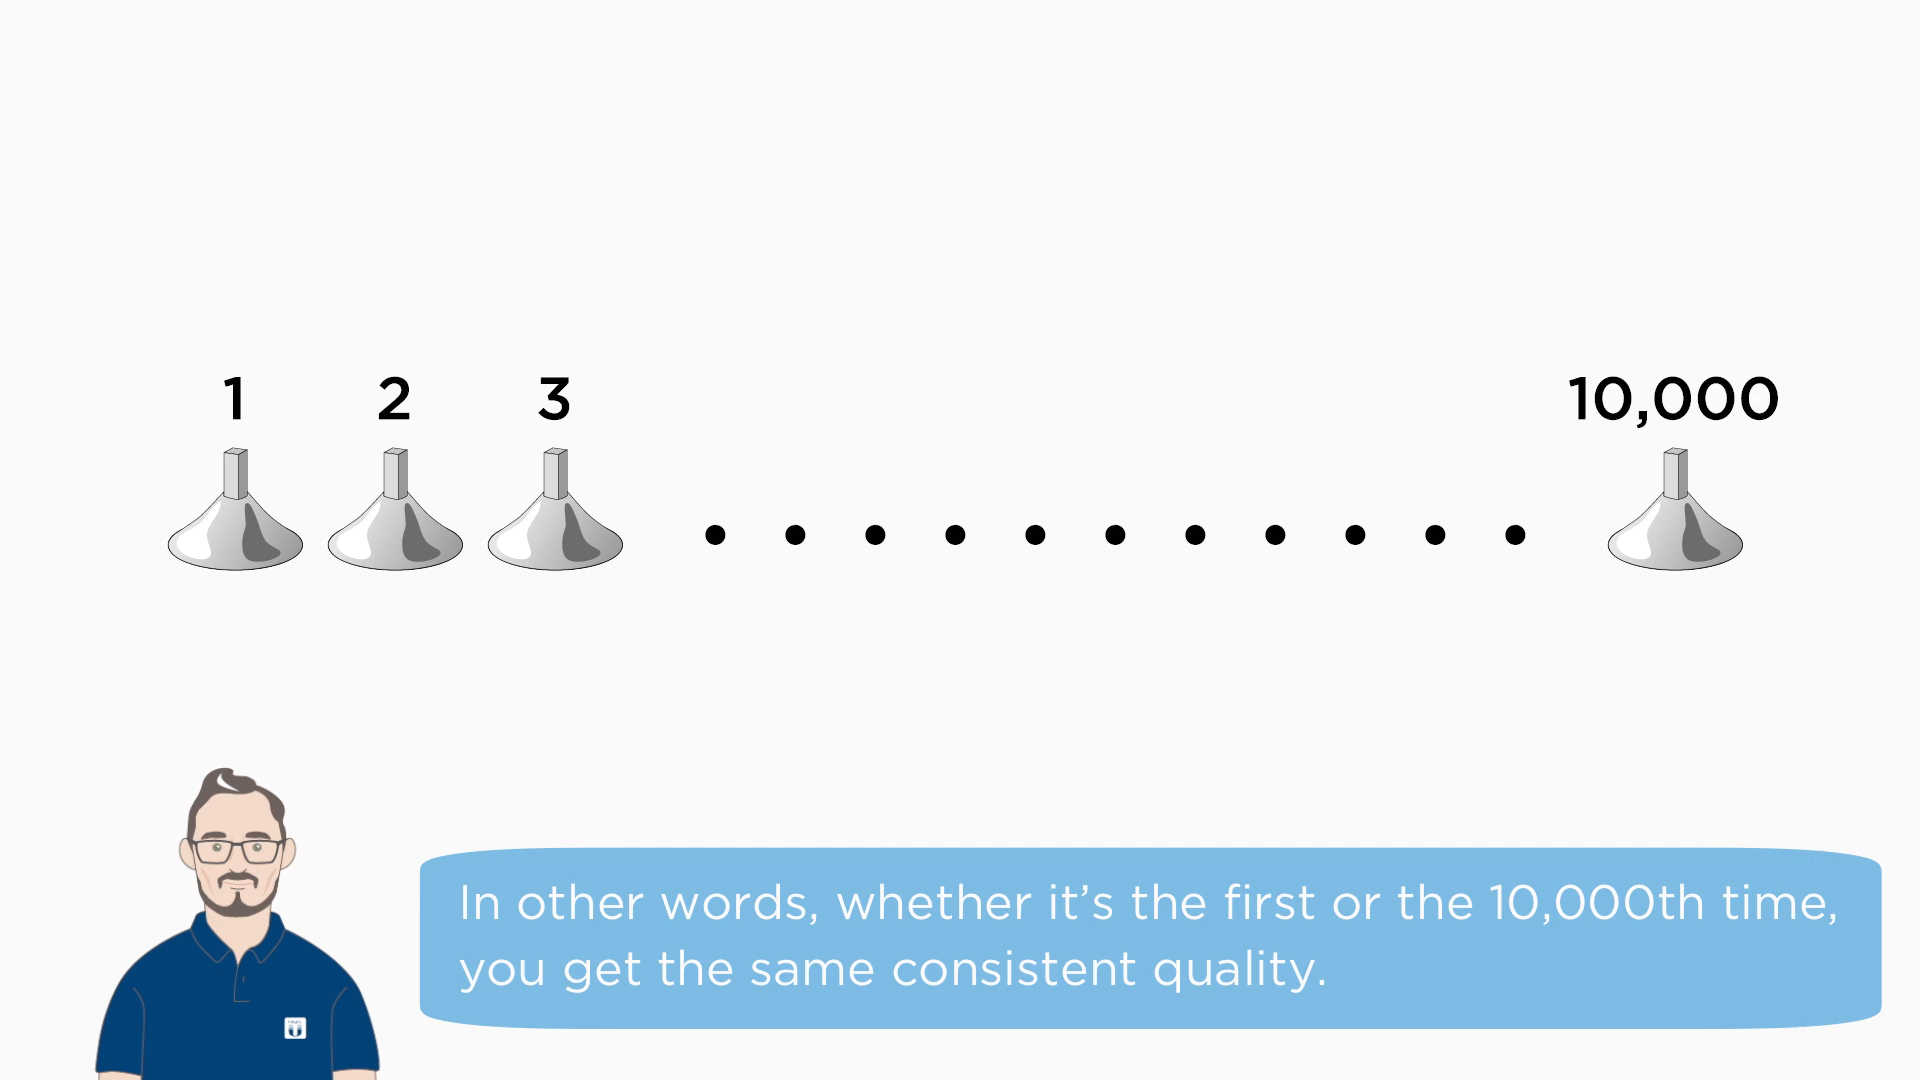 1 2 3 10,000
In other words, whether it’s the first or the 10,000th time,
you get the same consistent quality.